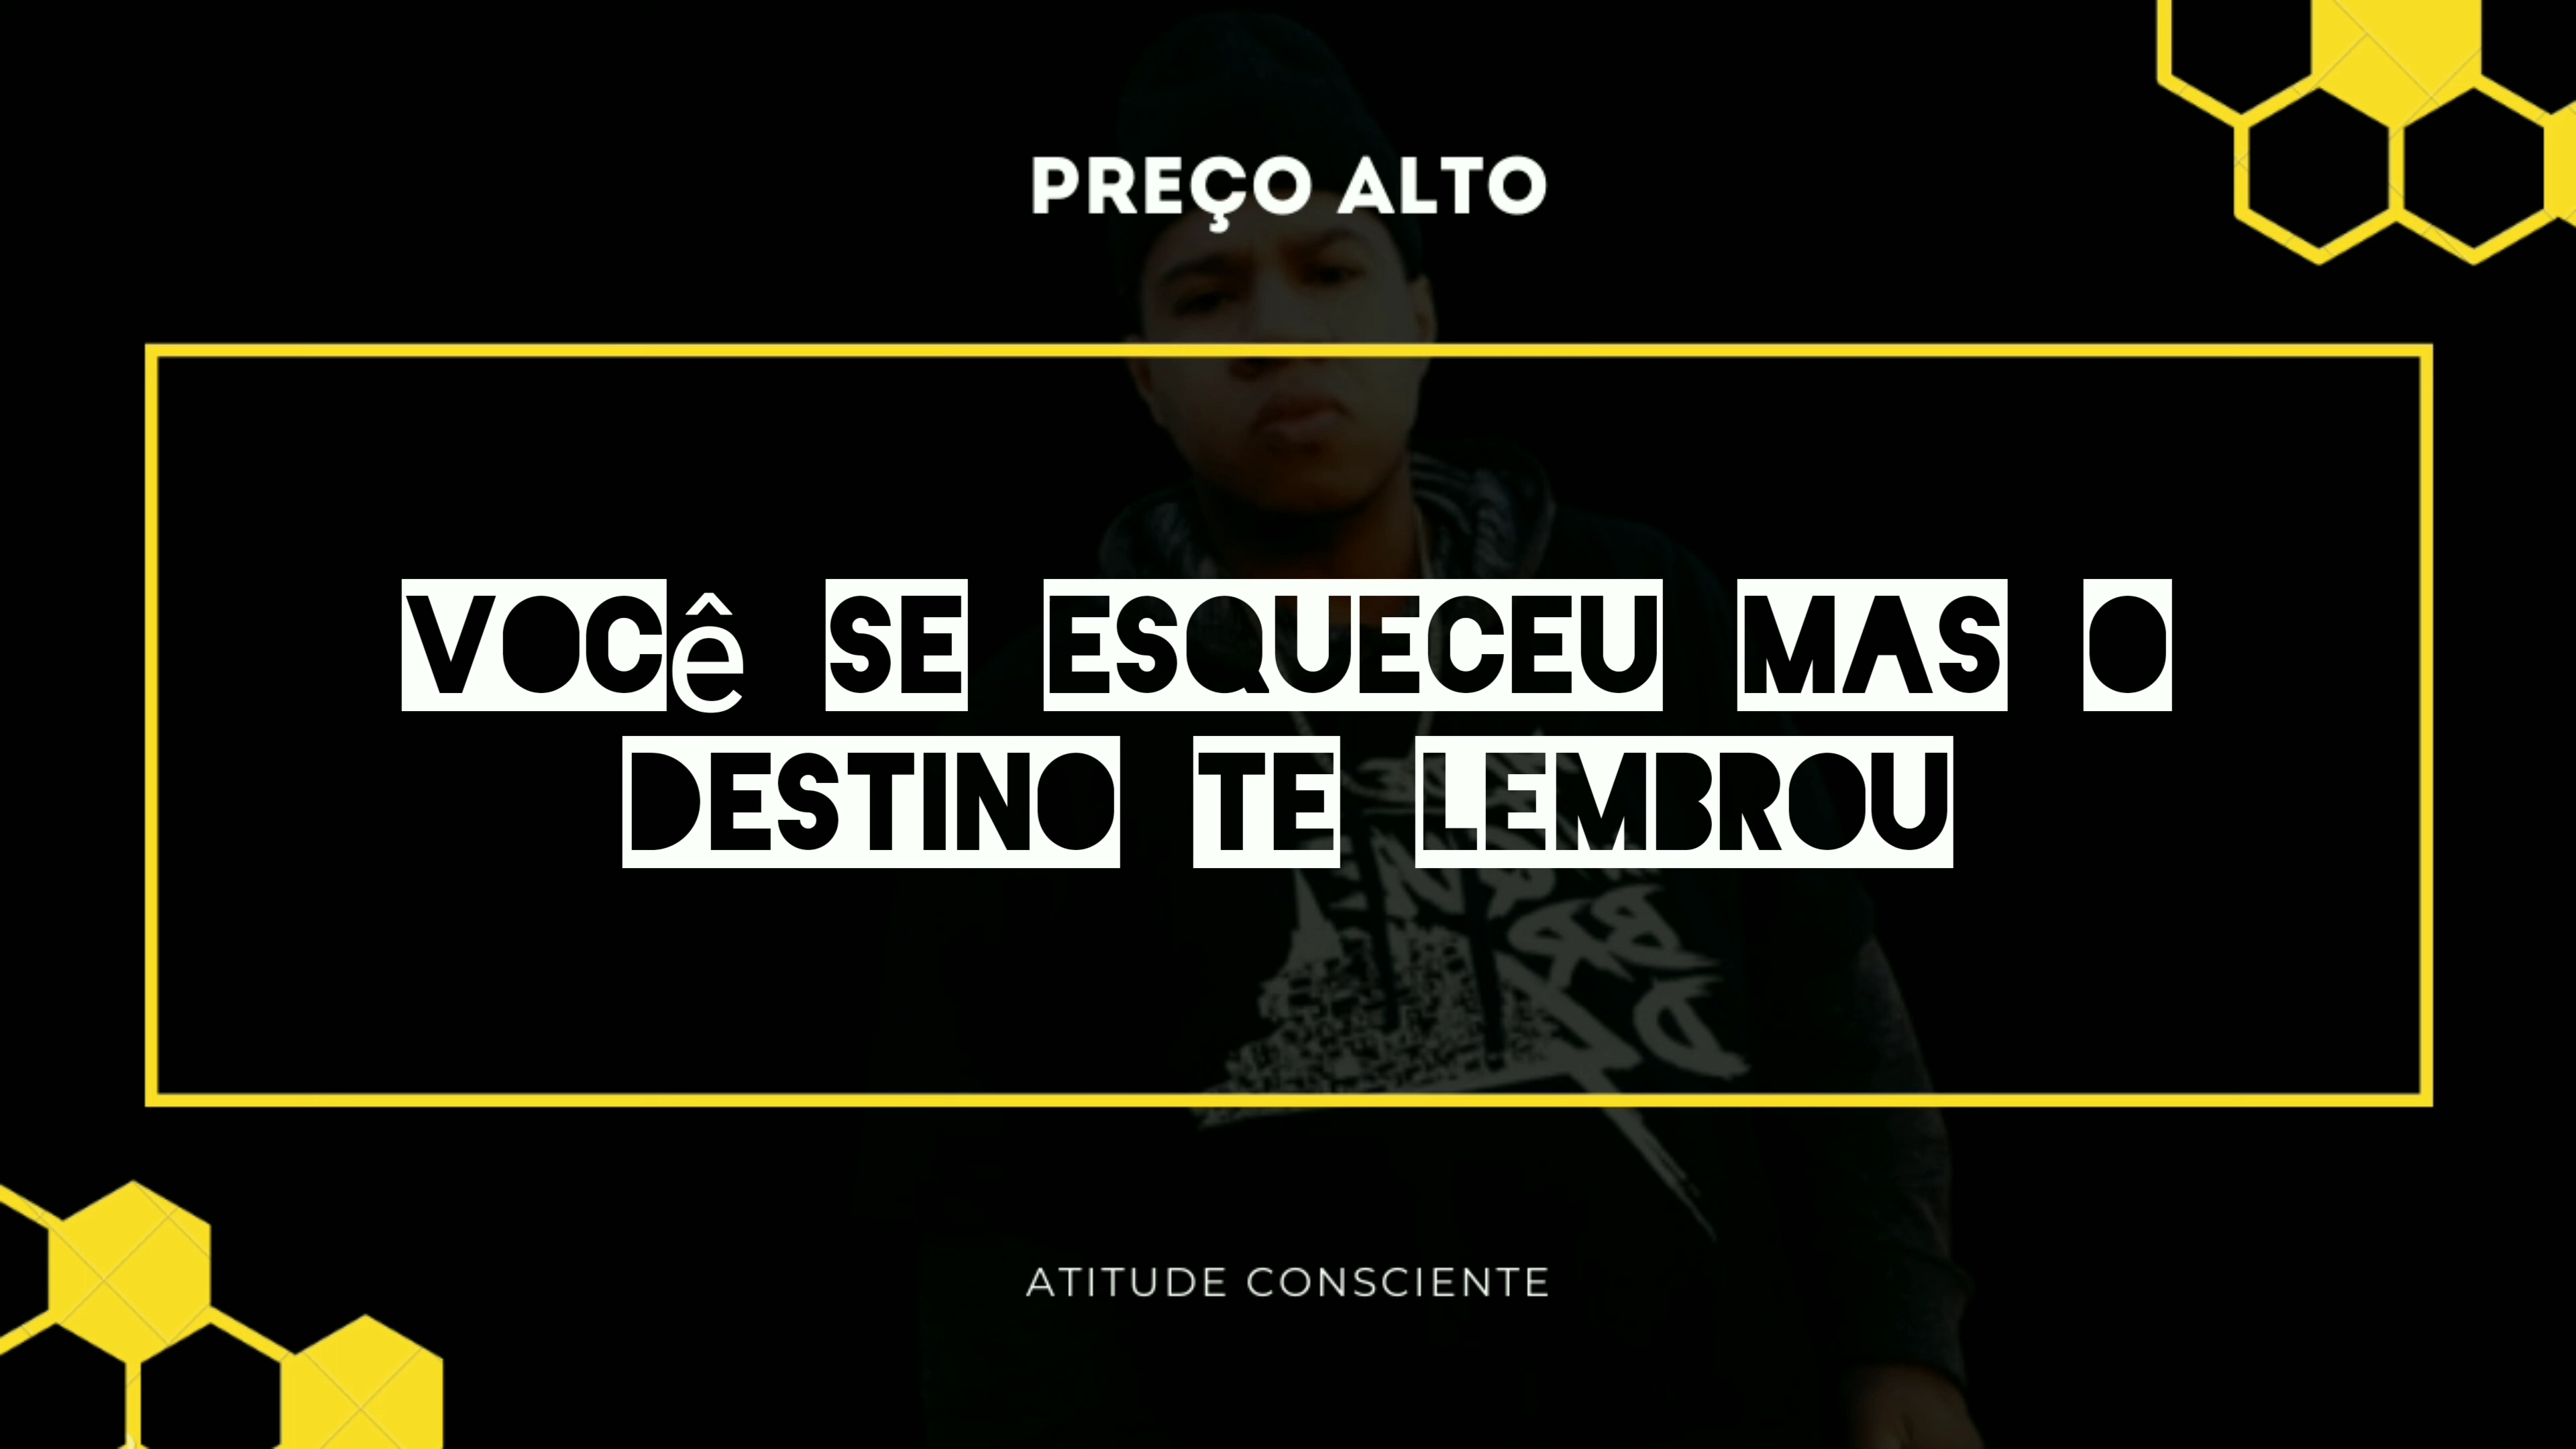 PREÇO ALTO
VOCê SE ESQUECEU MAS O
DESTINO TE LEMBROU
ATITUDE CONSCIENTE